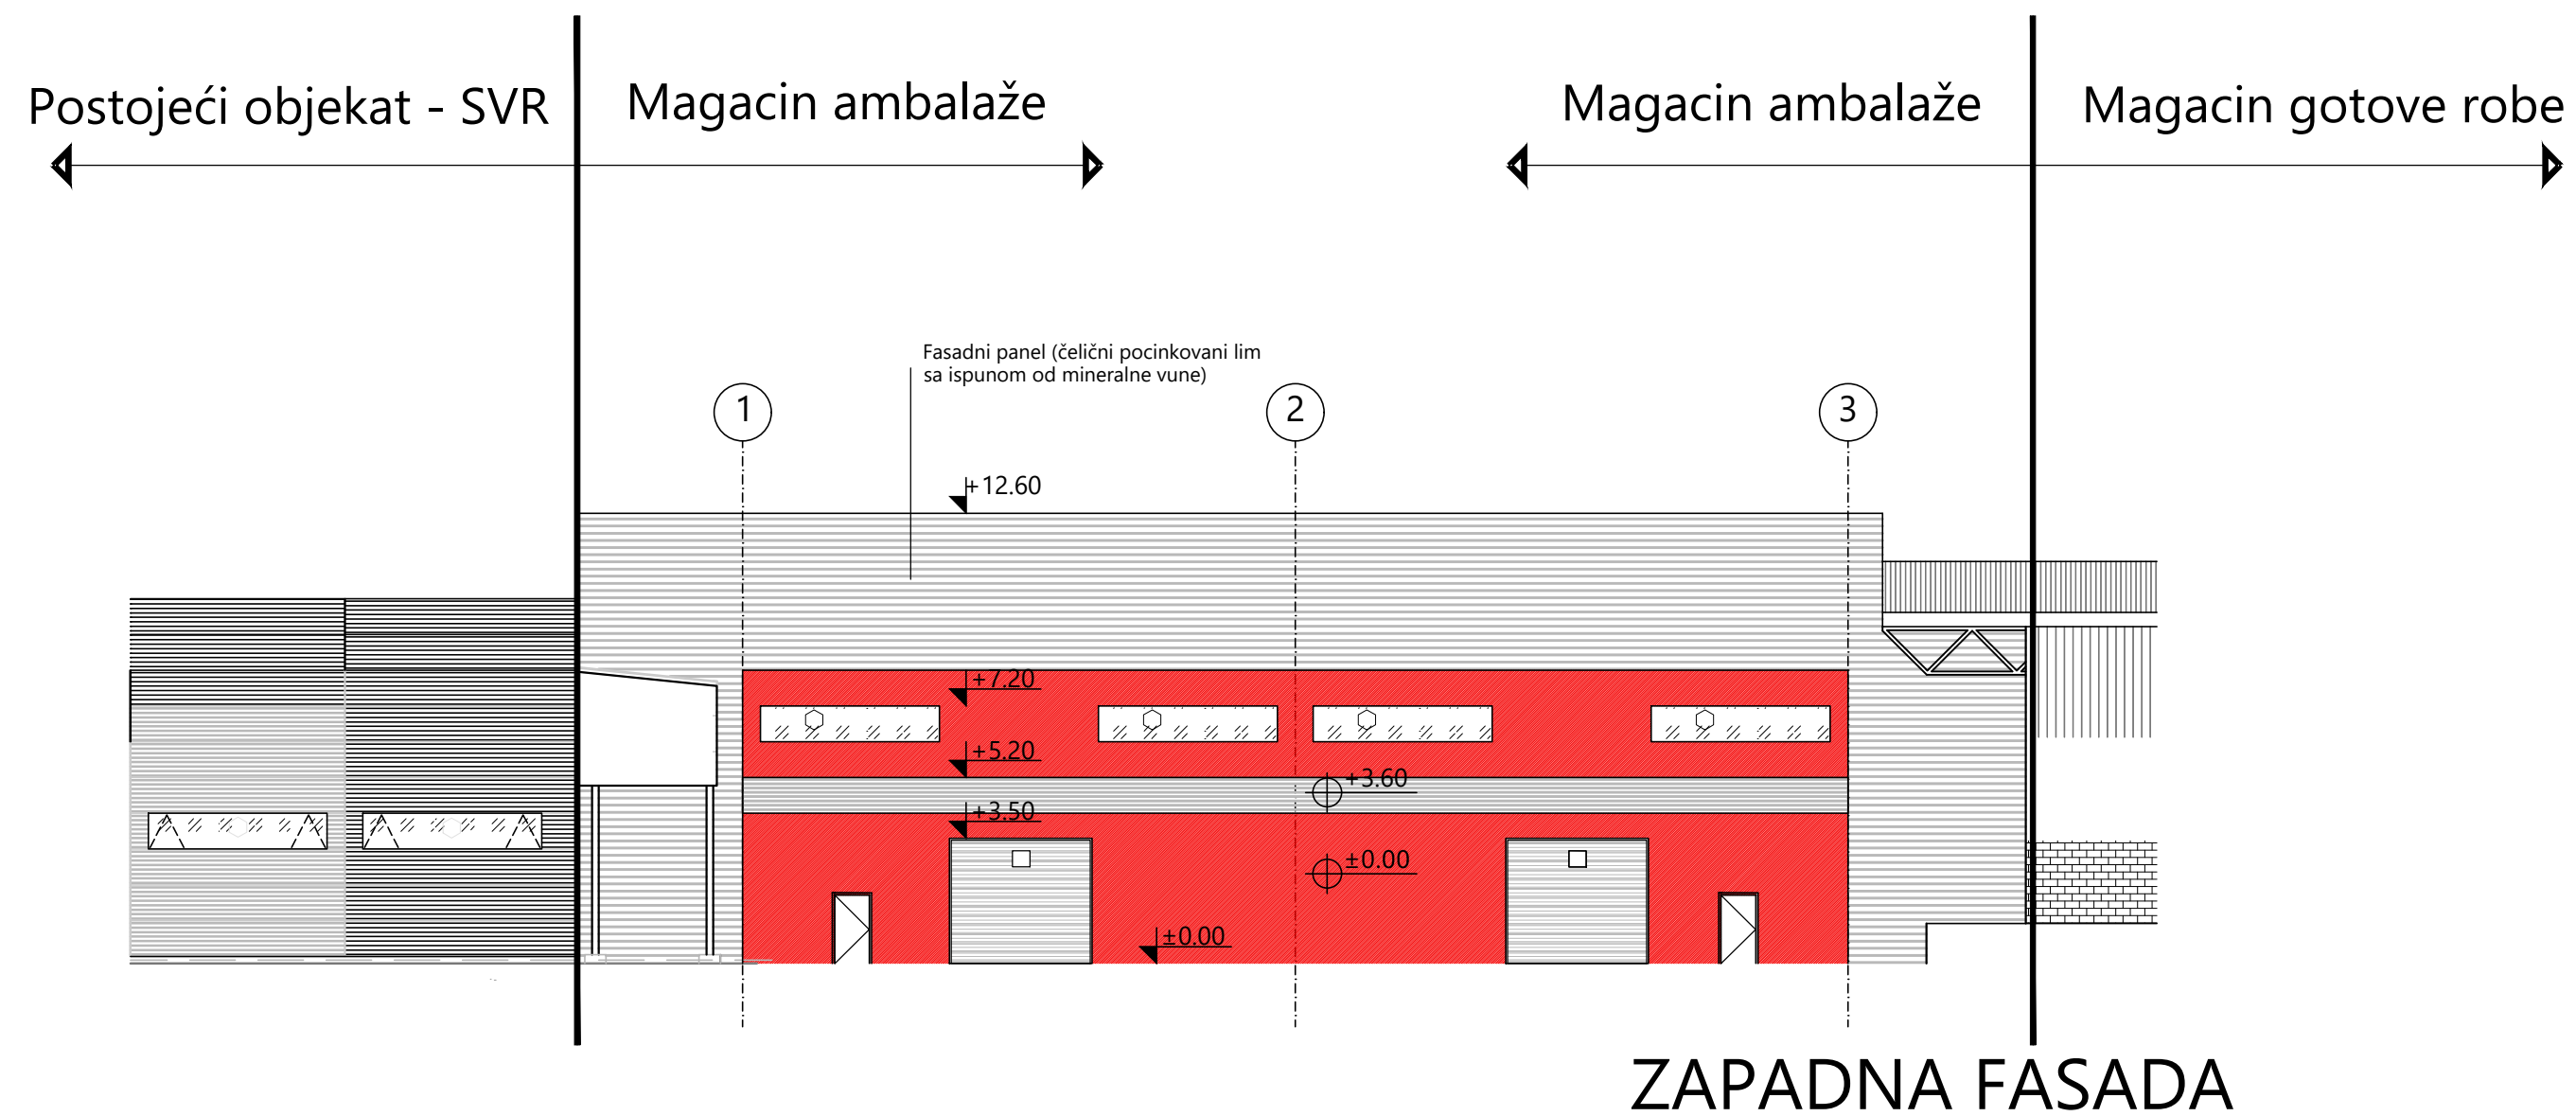 Postojeći objekat - SVR
Magacin ambalaže
Magacin ambalaže
Magacin gotove robe
Fasadni panel (čelični pocinkovani lim
sa ispunom od mineralne vune)
1
2
3
+12.60
+7.20
+5.20
+3.60
+3.50
±0.00
±0.00
ZAPADNA FASADA